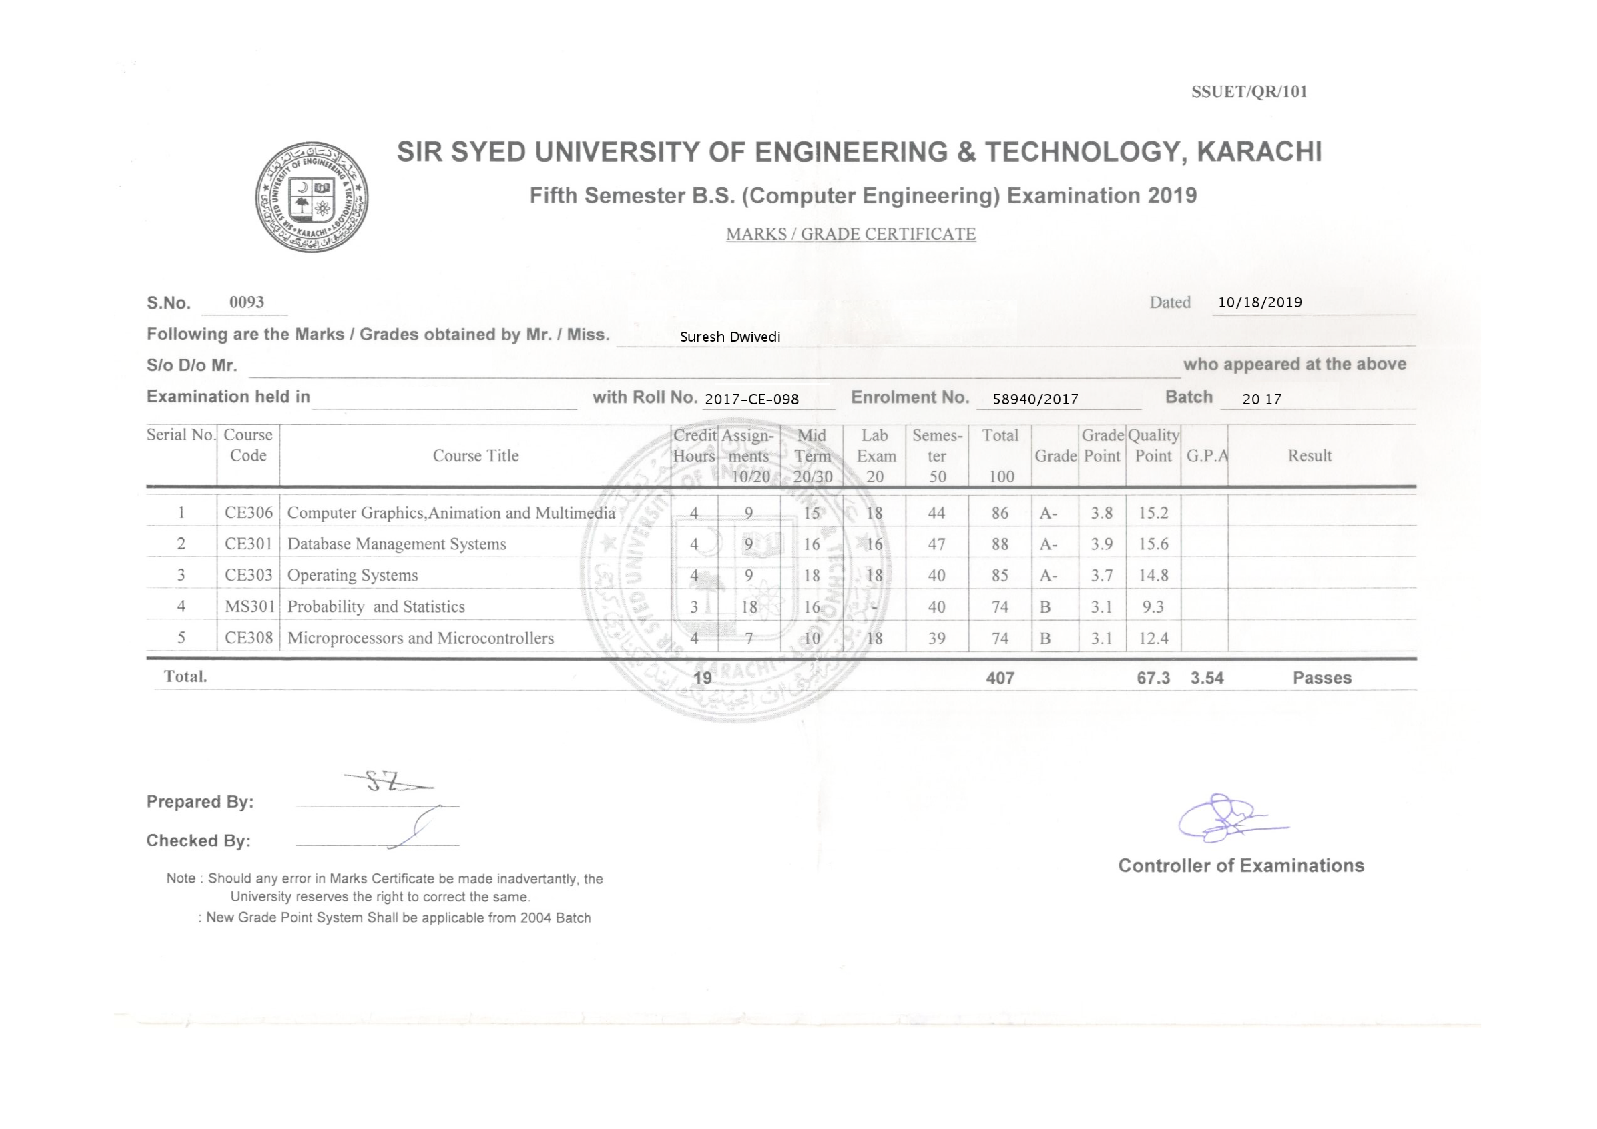 SSUET/QR/101
SIR SYED UNIVERSITY OF ENGINEERING & TECHNOLOGY, KARACHI
Fifth Semester B.S. (Computer Engineering) Examination 2019
MARKS / GRADE CERTIFICATE
S.No. 0093 Dated 10/18/2019
Following are the Marks / Grades obtained by Mr. / Miss. Suresh Dwivedi
S/o D/o Mr. who appeared at the above
Examination held in with Roll No. 2017-CE-098 Enrolment No. 58940/2017 Batch 20 17
Serial No. Course Credit Assign- Mid Lab Semes- Total Grade Quality
Code Course Title Hours ments Term Exam ter Grade Point Point G.P.A Result
10/20 20/30 20 50 100
1 CE306 Computer Graphics,Animation and Multimedia 4 9 15 18 44 86 A- 3.8 15.2
2 CE301 Database Management Systems 4 9 16 16 47 88 A- 3.9 15.6
3 CE303 Operating Systems 4 9 18 18 40 85 A- 3.7 14.8
4 MS301 Probability and Statistics 3 18 16 - 40 74 B 3.1 9.3
5 CE308 Microprocessors and Microcontrollers 4 7 10 18 39 74 B 3.1 12.4
Total. 19 407 67.3 3.54 Passes
Prepared By:
Checked By:
Controller of Examinations
Note : Should any error in Marks Certificate be made inadvertantly, the
University reserves the right to correct the same.
: New Grade Point System Shall be applicable from 2004 Batch